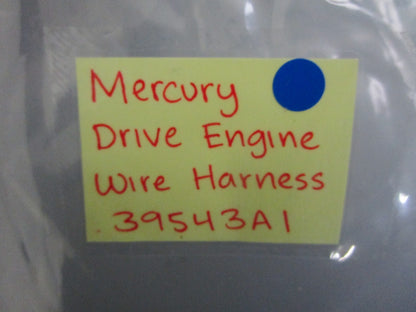 Mercury
Drive Engine
Wire Harness
39543A1